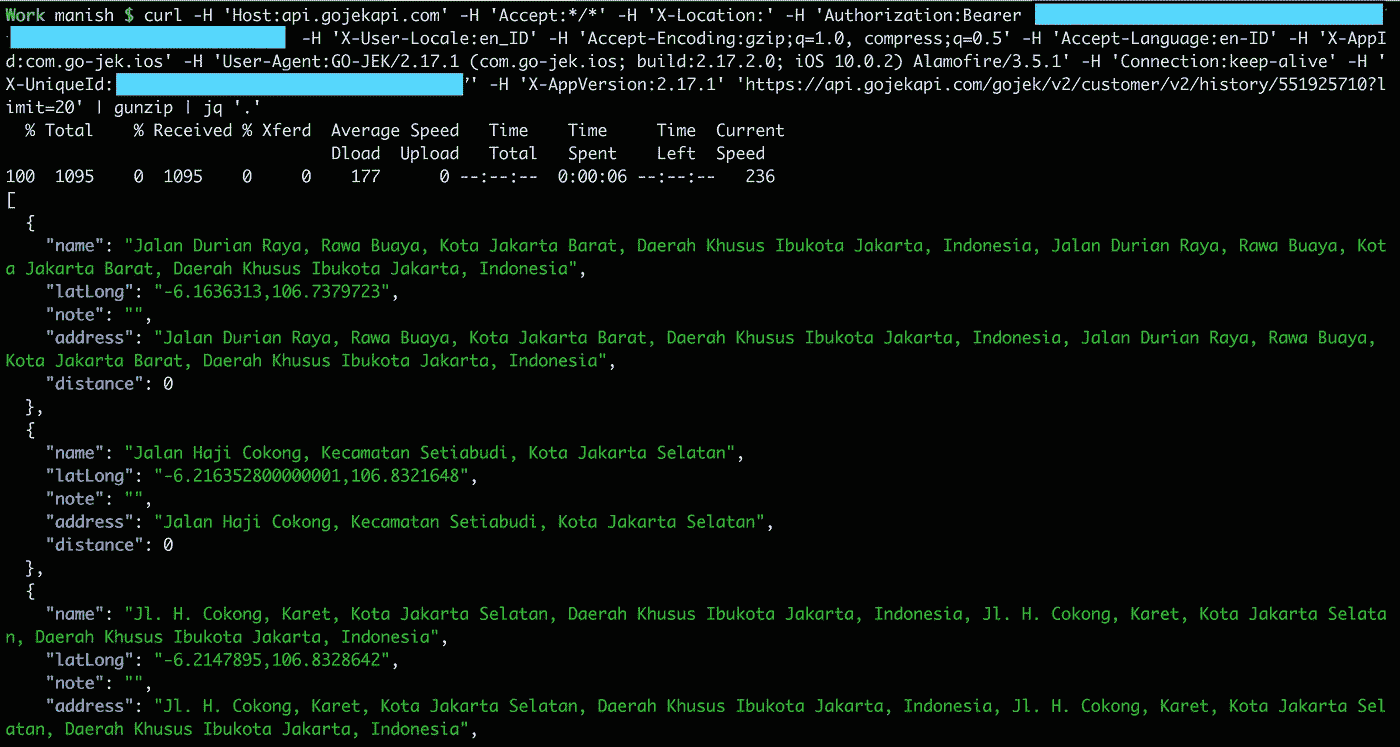 Work manish $ curl -H 'Host:api.gojekapi.com' -H 'Accept:*/*' -H 'X-Location:' -H 'Authorization:Bearer
-H 'X-User-Locale:en_ID' -H 'Accept-Encoding:gzip;q=1.0, compress;q=0.5' -H 'Accept-Language:en-ID' -H 'X-AppI
d:com.go-jek.ios' -H 'User-Agent:GO-JEK/2.17.1 (com.go-jek.ios; build:2.17.2.0; iOS 10.0.2) Alamofire/3.5.1' -H 'Connection:keep-alive' -H '
X-UniqueId: ' -H 'X-AppVersion:2.17.1' 'https://api.gojekapi.com/gojek/v2/customer/v2/history/551925710?l
imit=20' | gunzip | jq '.'
% Total % Received % Xferd Average Speed Time Time Time Current
Dload Upload Total Spent Left Speed
100 1095 0 1095 0 0 177 0 --:--:-- 0:00:06 --:--:-- 236
[
{
"name": "Jalan Durian Raya, Rawa Buaya, Kota Jakarta Barat, Daerah Khusus Ibukota Jakarta, Indonesia, Jalan Durian Raya, Rawa Buaya, Kot
a Jakarta Barat, Daerah Khusus Ibukota Jakarta, Indonesia",
"latLong": "-6.1636313,106.7379723",
"note": "",
"address": "Jalan Durian Raya, Rawa Buaya, Kota Jakarta Barat, Daerah Khusus Ibukota Jakarta, Indonesia, Jalan Durian Raya, Rawa Buaya,
Kota Jakarta Barat, Daerah Khusus Ibukota Jakarta, Indonesia",
"distance": 0
},
{
"name": "Jalan Haji Cokong, Kecamatan Setiabudi, Kota Jakarta Selatan",
"latLong": "-6.216352800000001,106.8321648",
"note": "",
"address": "Jalan Haji Cokong, Kecamatan Setiabudi, Kota Jakarta Selatan",
"distance": 0
},
{
"name": "Jl. H. Cokong, Karet, Kota Jakarta Selatan, Daerah Khusus Ibukota Jakarta, Indonesia, Jl. H. Cokong, Karet, Kota Jakarta Selata
n, Daerah Khusus Ibukota Jakarta, Indonesia",
"latLong": "-6.2147895,106.8328642",
"note": "",
"address": "Jl. H. Cokong, Karet, Kota Jakarta Selatan, Daerah Khusus Ibukota Jakarta, Indonesia, Jl. H. Cokong, Karet, Kota Jakarta Sel
atan, Daerah Khusus Ibukota Jakarta, Indonesia",